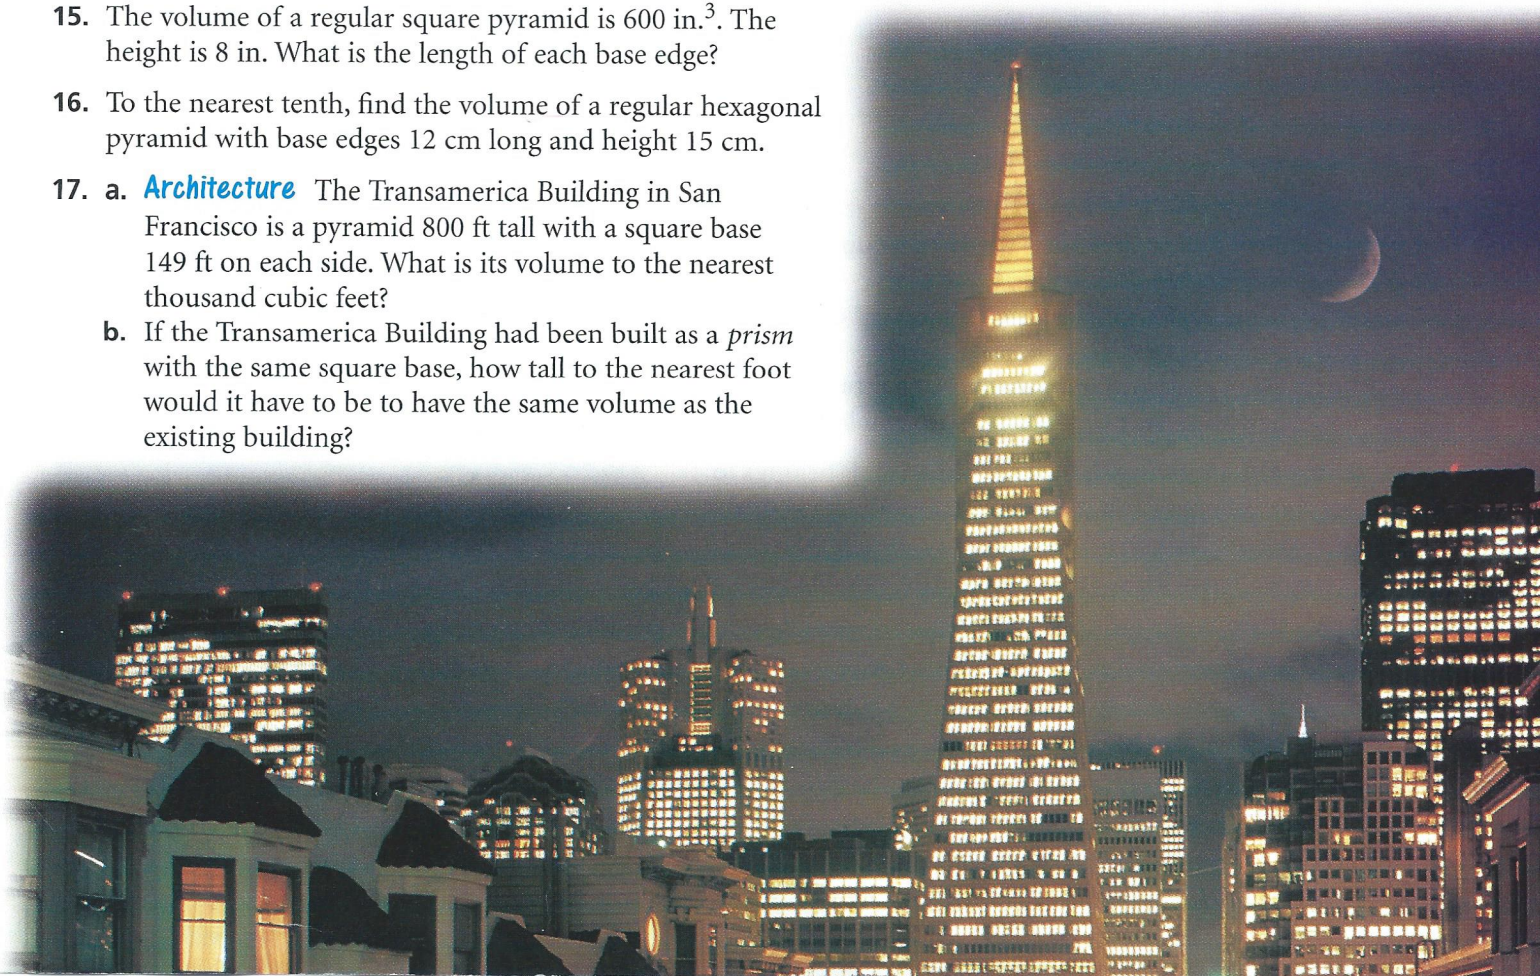 15. The volume of a regular square pyramid is 600 in.³. The
height is 8 in. What is the length of each base edge?
16. To the nearest tenth, find the volume of a regular hexagonal
pyramid with base edges 12 cm long and height 15 cm.
17. a. Architecture The Transamerica Building in San
Francisco is a pyramid 800 ft tall with a square base
149 ft on each side. What is its volume to the nearest
thousand cubic feet?
b. If the Transamerica Building had been built as a prism
with the same square base, how tall to the nearest foot
would it have to be to have the same volume as the
existing building?